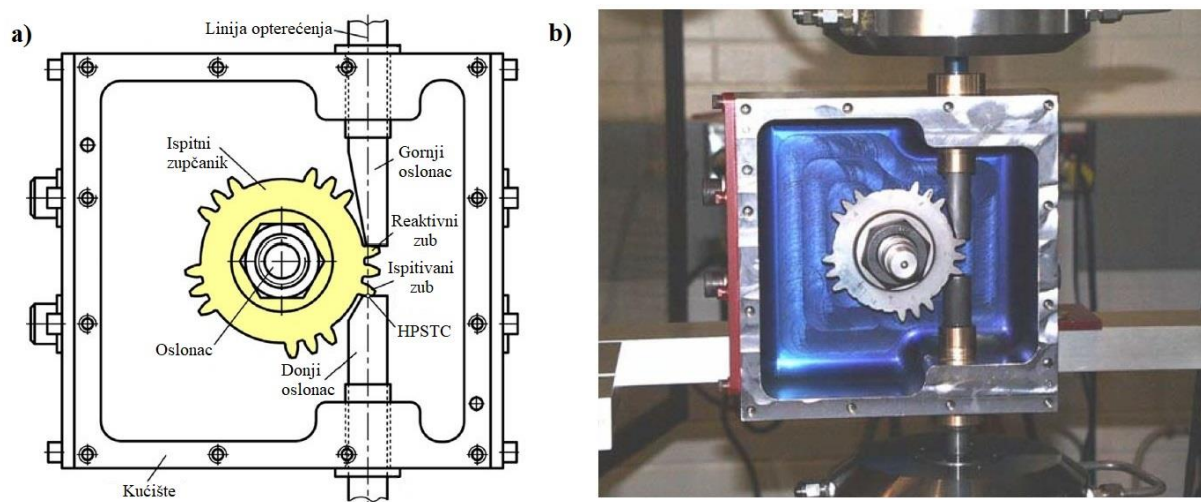 a)
Linija opterećenja
Ispitni
zupčanik
Gornji
oslonac
Reaktivni
zub
Ispitivani
zub
HPSTC
Oslonac
Donji
oslonac
Kućište
b)